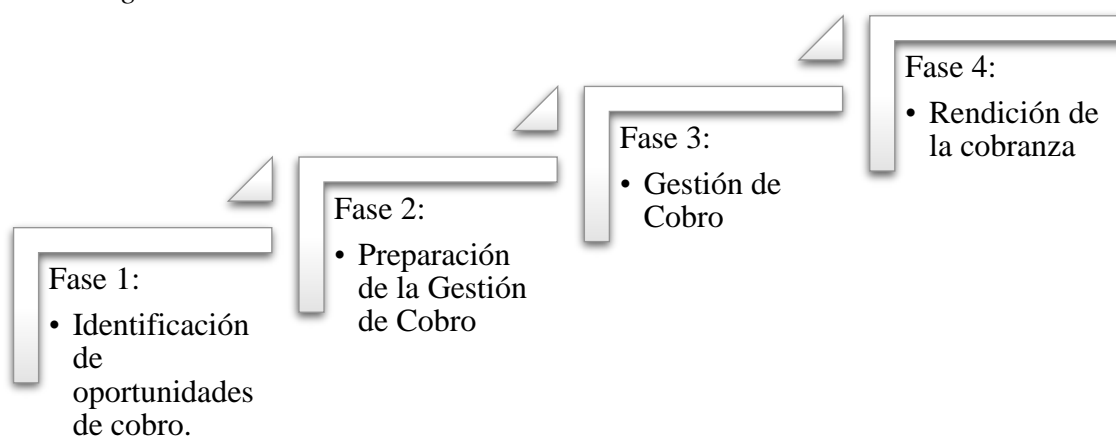 Fase 1:
• Identificación
de
oportunidades
de cobro.
Fase 2:
• Preparación
de la Gestión
de Cobro
Fase 3:
• Gestión de
Cobro
Fase 4:
• Rendición de
la cobranza